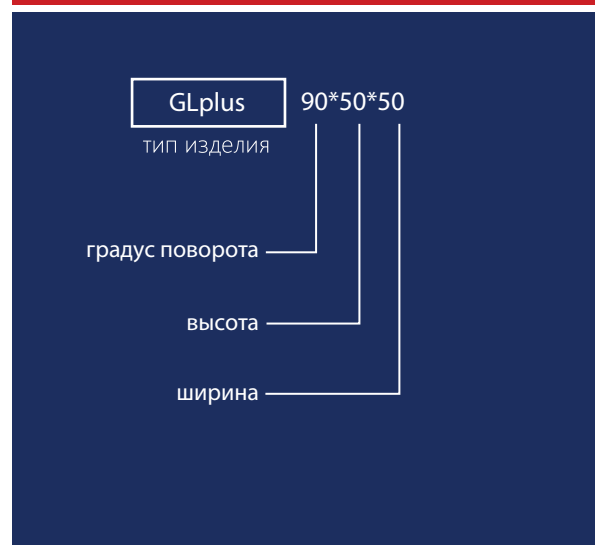 GLplus 90*50*50
тип изделия
градус поворота
высота
ширина